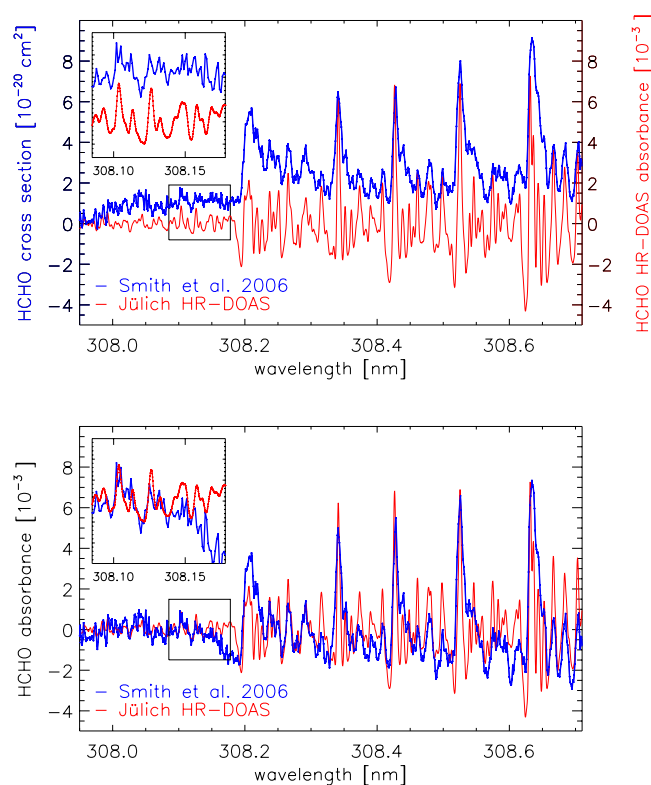 HCHO cross section [10⁻²⁰ cm²]
8
6
4
2
0
−2
−4
308.10 308.15
− Smith et al. 2006
− Jülich HR−DOAS
8
6
4
2
0
−2
−4
HCHO HR−DOAS absorbance [10⁻³]
308.0 308.2 308.4 308.6
wavelength [nm]
HCHO absorbance [10⁻³]
8
6
4
2
0
−2
−4
308.10 308.15
− Smith et al. 2006
− Jülich HR−DOAS
308.0 308.2 308.4 308.6
wavelength [nm]